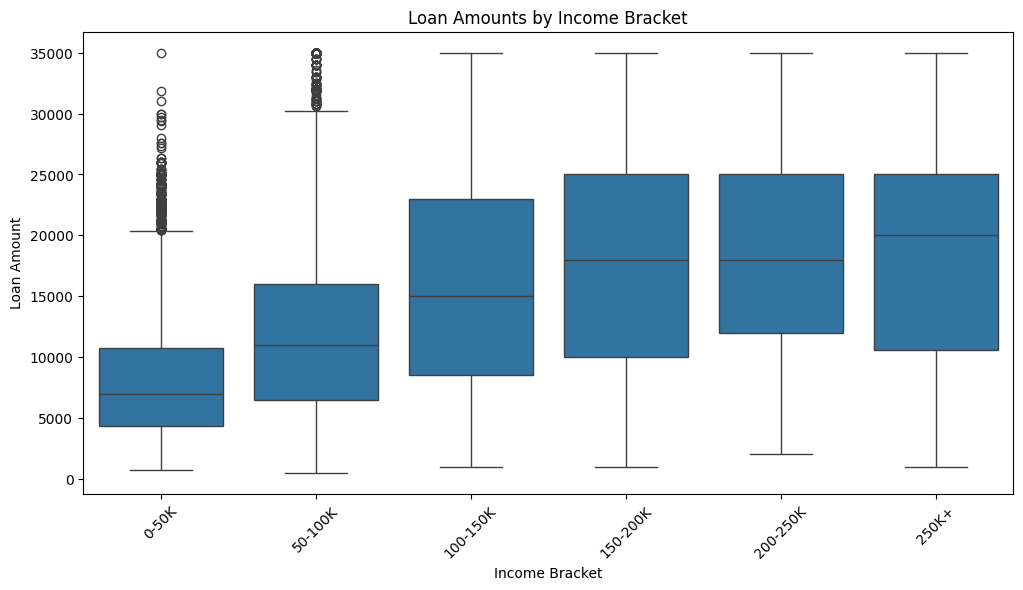 Loan Amounts by Income Bracket
Loan Amount
35000
30000
25000
20000
15000
10000
5000
0
0-50K
50-100K
100-150K
150-200K
200-250K
250K+
Income Bracket